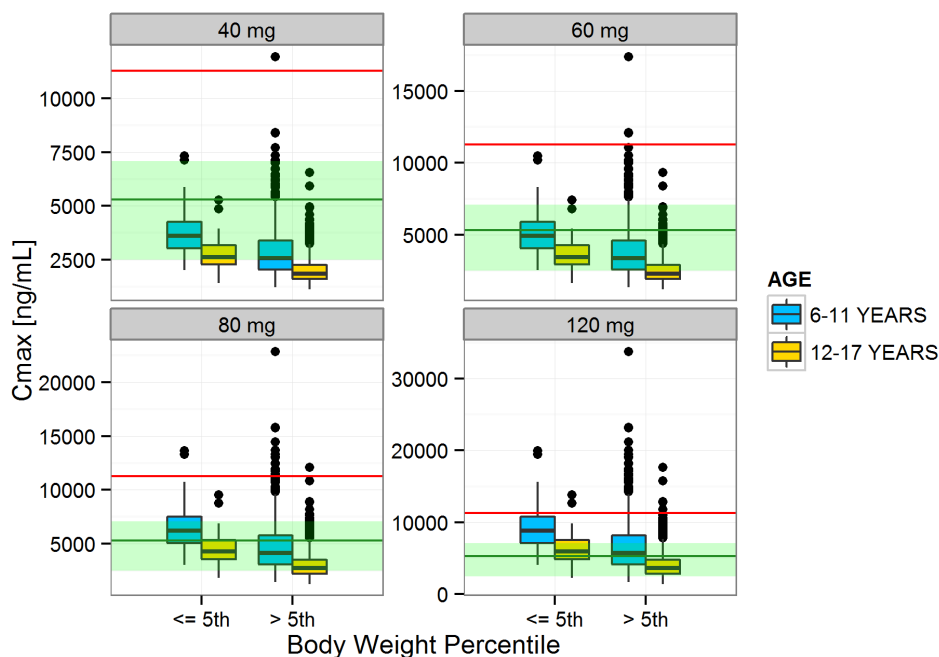 40 mg
60 mg
10000
7500
5000
2500
15000
10000
5000
Cmax [ng/mL]
80 mg
120 mg
20000
15000
10000
5000
30000
20000
10000
0
<= 5th
> 5th
<= 5th
> 5th
Body Weight Percentile
AGE
6-11 YEARS
12-17 YEARS